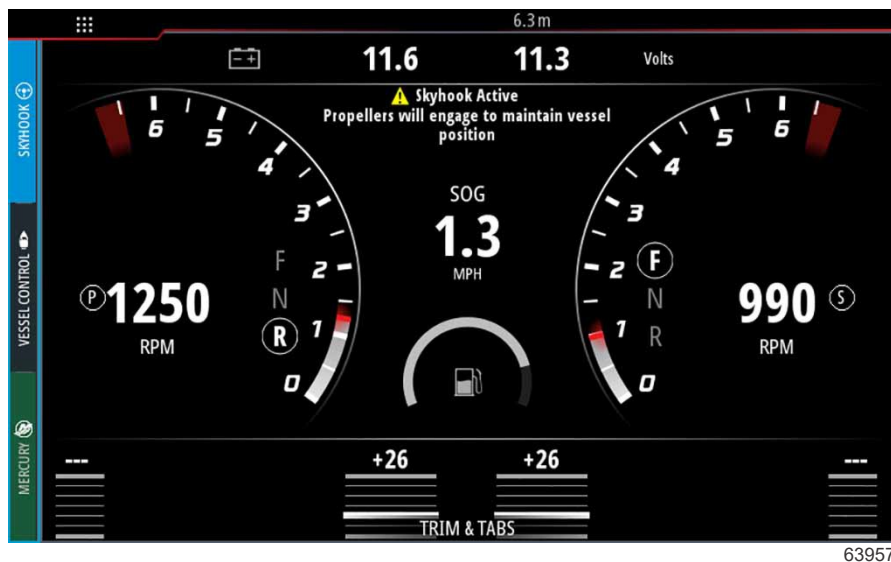 6.3 m
11.6 11.3 Volts
Skyhook Active
Propellers will engage to maintain vessel
position
SKYHOOK
VESSEL CONTROL
MERCURY
6
5
4
3
2
1
0
F
N
R
P 1250
RPM
SOG
1.3
MPH
6
5
4
3
2
1
0
F
N
R
990 S
RPM
--- +26 +26 ---
TRIM & TABS
63957